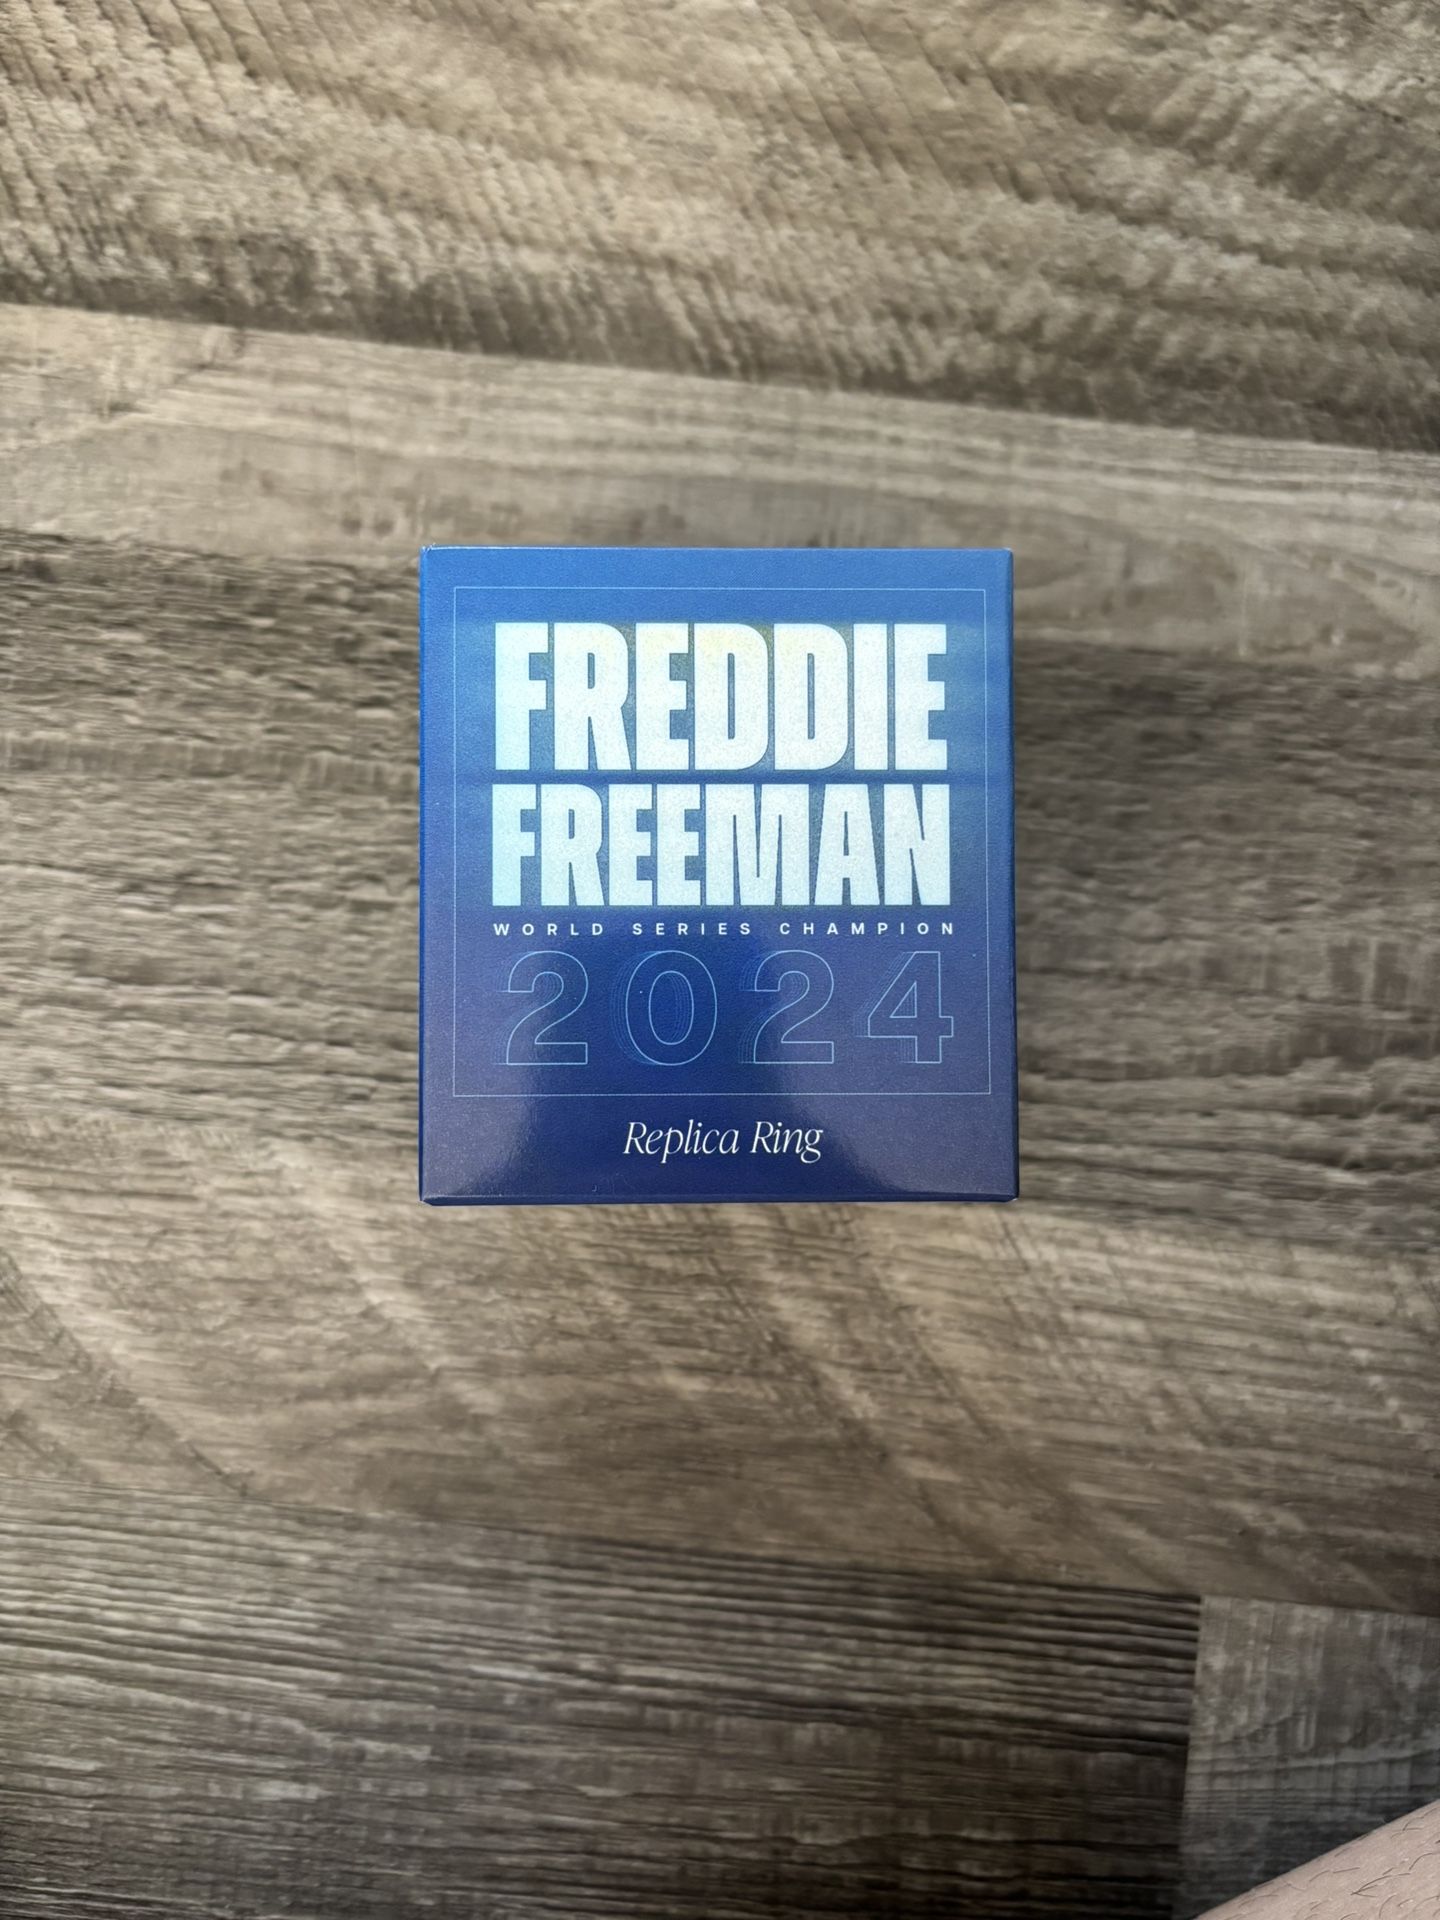 FREDDIE
FREEMAN
WORLD SERIES CHAMPION
2024
Replica Ring